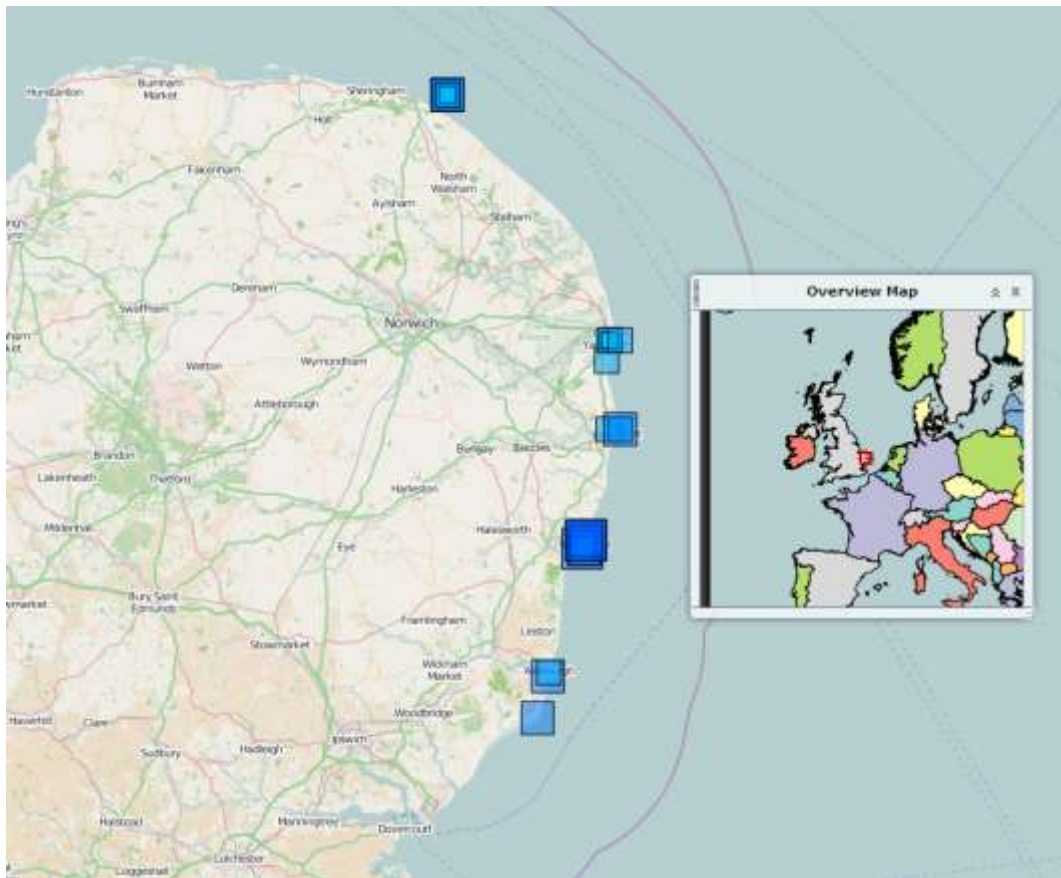 Hunstanton
Burnham
Market
Sheringham
Holt
Fakenham
North
Walsham
Aylsham
Stalham
Dereham
Swaffham
Norwich
Watton
Wymondham
Attleborough
Bungay
Beccles
Brandon
Lakenheath
Thetford
Harleston
Mildenhall
Halesworth
Eye
Bury Saint
Edmunds
Framlingham
Leiston
Stowmarket
Wickham
Market
Woodbridge
Haverhill
Clare
Ipswich
Sudbury
Hadleigh
Halstead
Manningtree
Dovercourt
Colchester
Coggeshall
Overview Map